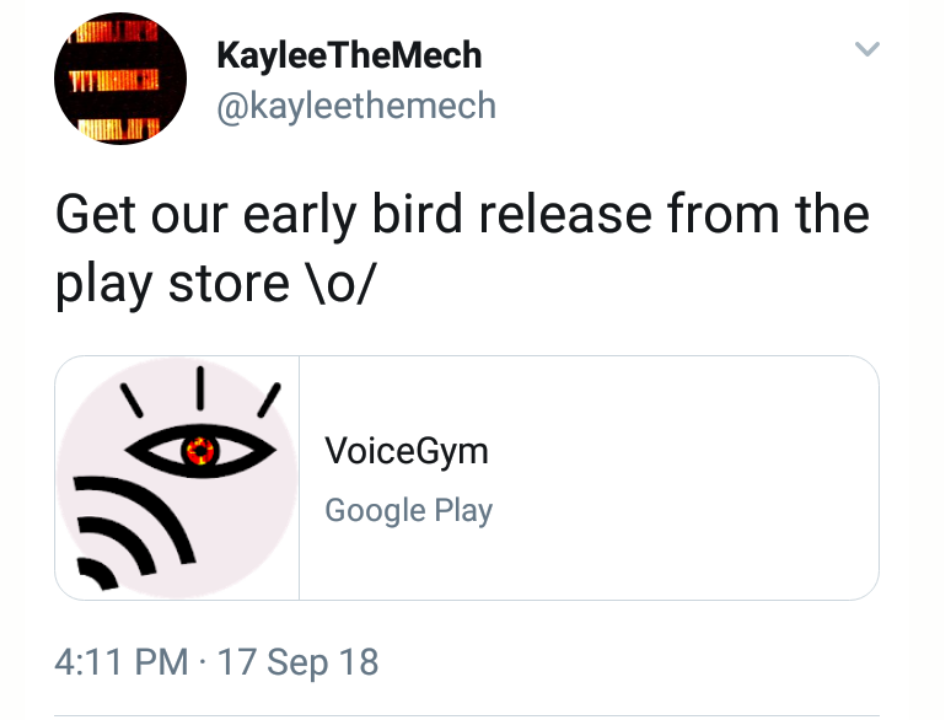 KayleeTheMech
@kayleethemech
Get our early bird release from the
play store \o/
VoiceGym
Google Play
4:11 PM · 17 Sep 18